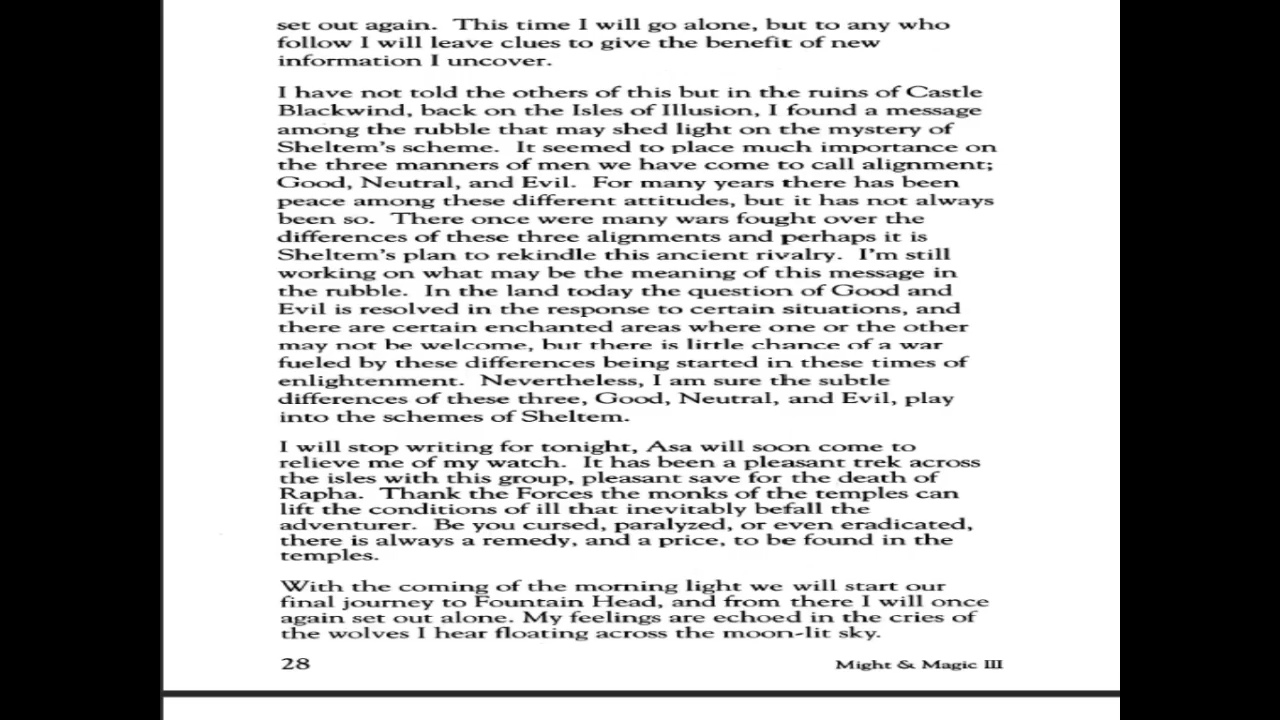 set out again. This time I will go alone, but to any who
follow I will leave clues to give the benefit of new
information I uncover.
I have not told the others of this but in the ruins of Castle
Blackwind, back on the Isles of Illusion, I found a message
among the rubble that may shed light on the mystery of
Sheltem's scheme. It seemed to place much importance on
the three manners of men we have come to call alignment;
Good, Neutral, and Evil. For many years there has been
peace among these different attitudes, but it has not always
been so. There once were many wars fought over the
differences of these three alignments and perhaps it is
Sheltem's plan to rekindle this ancient rivalry. I'm still
working on what may be the meaning of this message in
the rubble. In the land today the question of Good and
Evil is resolved in the response to certain situations, and
there are certain enchanted areas where one or the other
may not be welcome, but there is little chance of a war
fueled by these differences being started in these times of
enlightenment. Nevertheless, I am sure the subtle
differences of these three, Good, Neutral, and Evil, play
into the schemes of Sheltem.
I will stop writing for tonight, Asa will soon come to
relieve me of my watch. It has been a pleasant trek across
the isles with this group, pleasant save for the death of
Rapha. Thank the Forces the monks of the temples can
lift the conditions of ill that inevitably befall the
adventurer. Be you cursed, paralyzed, or even eradicated,
there is always a remedy, and a price, to be found in the
temples.
With the coming of the morning light we will start our
final journey to Fountain Head, and from there I will once
again set out alone. My feelings are echoed in the cries of
the wolves I hear floating across the moon-lit sky.
28 Might & Magic III